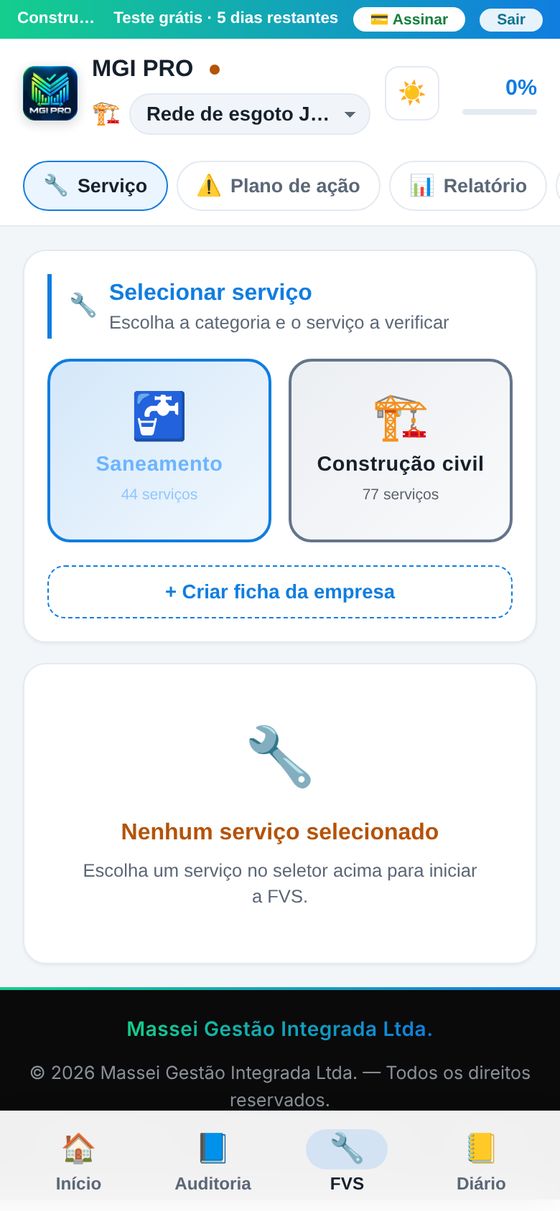 Constru...
Teste grátis · 5 dias restantes
Assinar
Sair
MGI PRO
MGI PRO
Rede de esgoto J...
0%
Serviço
Plano de ação
Relatório
Selecionar serviço
Escolha a categoria e o serviço a verificar
Saneamento
44 serviços
Construção civil
77 serviços
+ Criar ficha da empresa
Nenhum serviço selecionado
Escolha um serviço no seletor acima para iniciar
a FVS.
Massei Gestão Integrada Ltda.
© 2026 Massei Gestão Integrada Ltda. — Todos os direitos
reservados.
Início
Auditoria
FVS
Diário